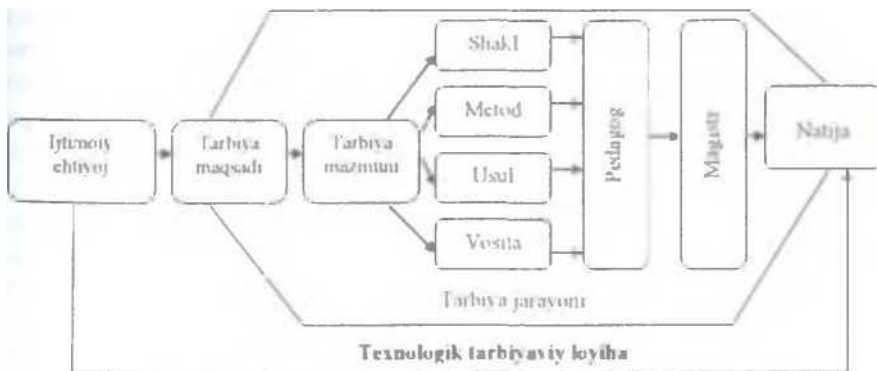 Ijtimoiy
ehtiyoj
Tarbiya
maqsadi
Tarbiya
mazmuni
Shakl
Metod
Usul
Vosita
Pedagog
Magistr
Natija
Tarbiya jarayoni
Texnologik tarbiyaviy loyiha